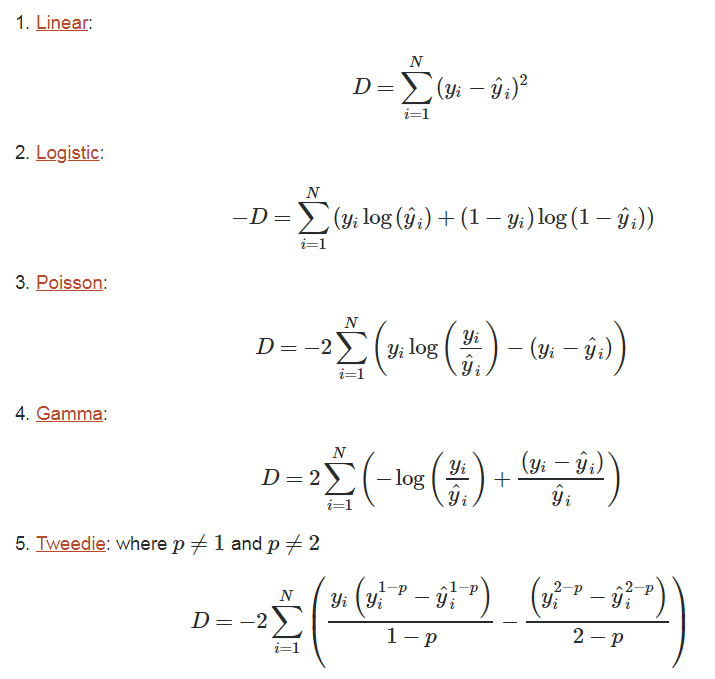 1. Linear:
D = \sum_{i=1}^{N} (y_i - \hat{y}_i)^2
2. Logistic:
-D = \sum_{i=1}^{N} (y_i \log(\hat{y}_i) + (1 - y_i) \log(1 - \hat{y}_i))
3. Poisson:
D = -2 \sum_{i=1}^{N} \left( y_i \log \left( \frac{y_i}{\hat{y}_i} \right) - (y_i - \hat{y}_i) \right)
4. Gamma:
D = 2 \sum_{i=1}^{N} \left( -\log \left( \frac{y_i}{\hat{y}_i} \right) + \frac{(y_i - \hat{y}_i)}{\hat{y}_i} \right)
5. Tweedie: where p ≠ 1 and p ≠ 2
D = -2 \sum_{i=1}^{N} \left( \frac{y_i \left( y_i^{1-p} - \hat{y}_i^{1-p} \right)}{1-p} - \frac{\left( y_i^{2-p} - \hat{y}_i^{2-p} \right)}{2-p} \right)